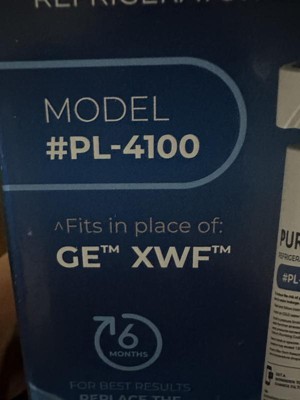 MODEL
#PL-4100
^Fits in place of:
GE™ XWF™
6
MONTHS
FOR BEST RESULTS
REPLACE THE
PUR
#PL